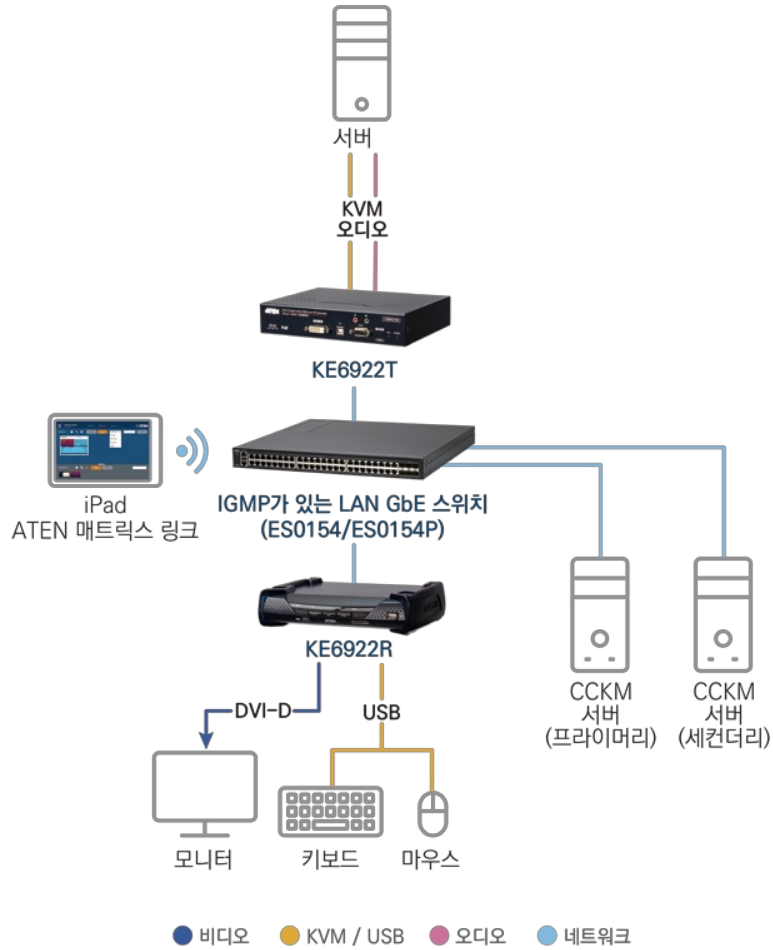 서버
KVM
오디오
ATEN
KE6922T
iPad
ATEN 매트릭스 링크
IGMP가 있는 LAN GbE 스위치
(ES0154/ES0154P)
KE6922R
DVI-D
USB
CCKM
서버
(프라이머리)
CCKM
서버
(세컨더리)
모니터
키보드
마우스
비디오
KVM / USB
오디오
네트워크